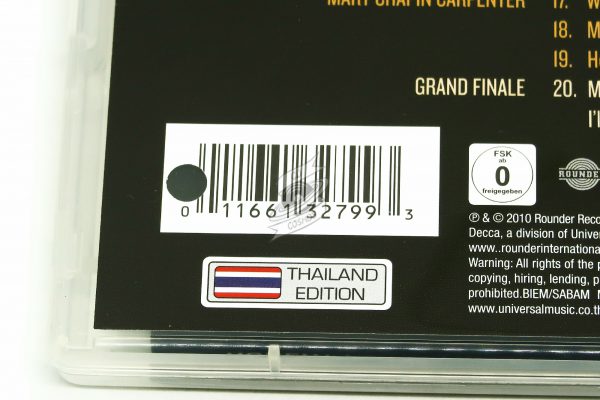 MARY CHAPIN CARPENTER
17. W
18. M
19. He
GRAND FINALE 20. M
I'l
FSK
ab
0
freigegeben
ROUNDER
0 11661 32799 3
℗ & © 2010 Rounder Reco
Decca, a division of Univer
www..rounderinternationa
Warning: All rights of the p
copying, hiring, lending, p
prohibited.BIEM/SABAM
www.universalmusic.co.th
THAILAND
EDITION